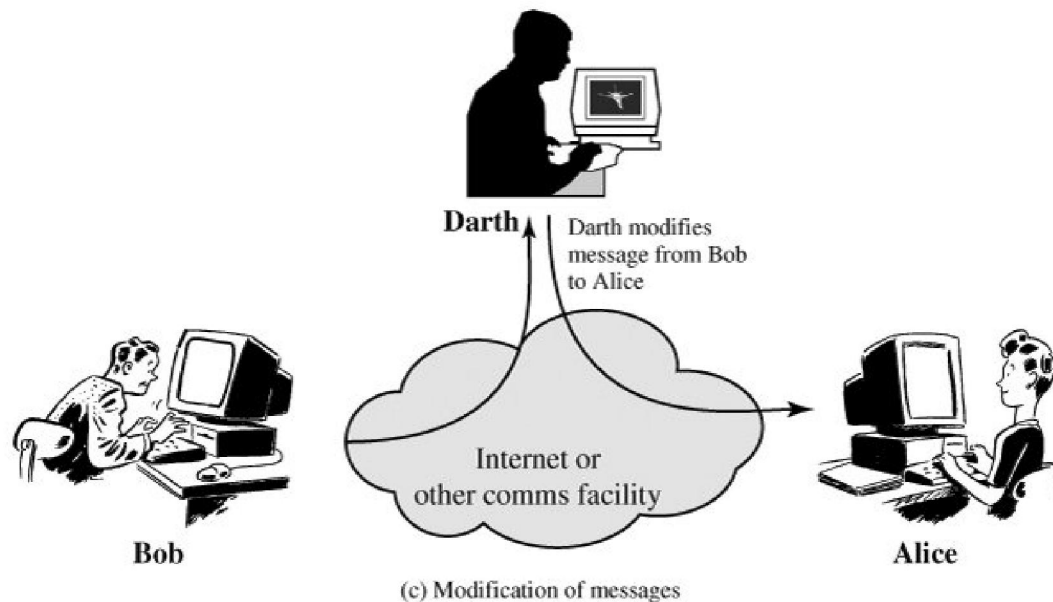 Darth
Darth modifies
message from Bob
to Alice
Internet or
other comms facility
Bob
Alice
(c) Modification of messages